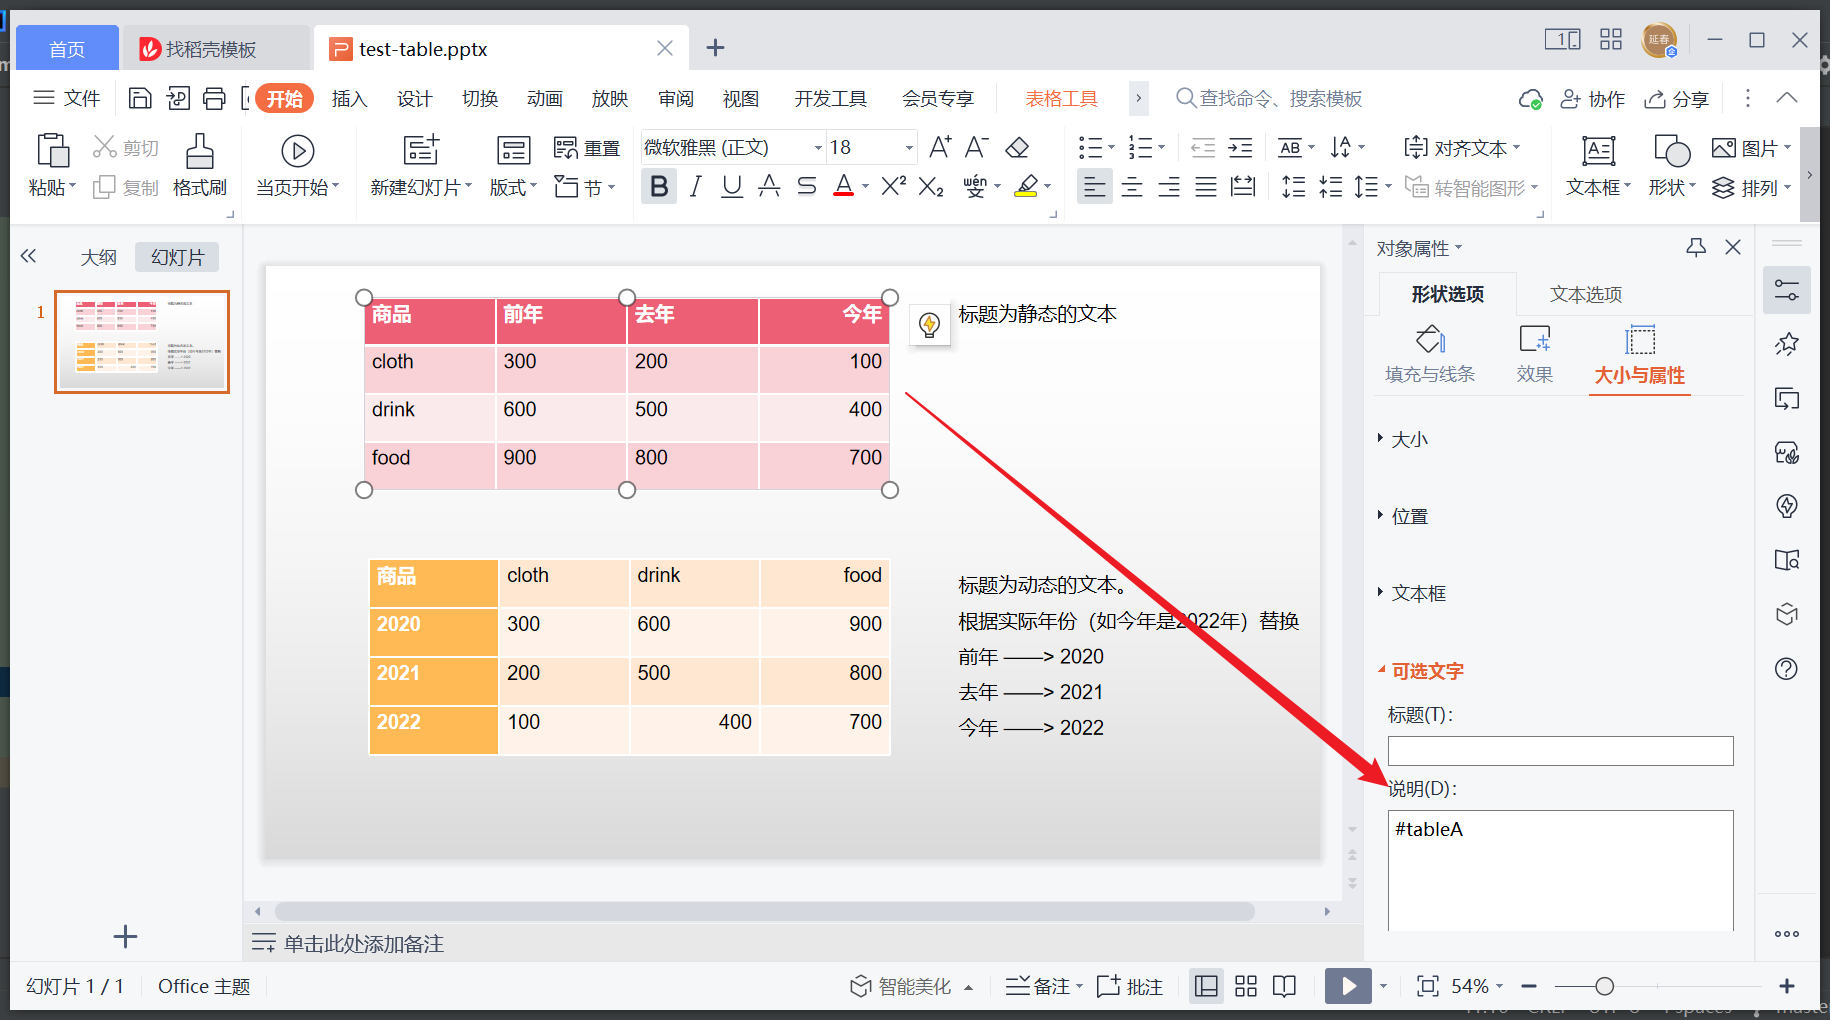 首页
找稻壳模板
test-table.pptx
延春
文件
开始
插入
设计
切换
动画
放映
审阅
视图
开发工具
会员专享
表格工具
查找命令、搜索模板
协作
分享
粘贴
剪切
复制
格式刷
当页开始
新建幻灯片
版式
重置
节
微软雅黑 (正文)
18
对齐文本
转智能图形
文本框
形状
图片
排列
大纲
幻灯片
1
商品 前年 去年 今年
cloth 300 200 100
drink 600 500 400
food 900 800 700
标题为静态的文本
商品 cloth drink food
2020 300 600 900
2021 200 500 800
2022 100 400 700
标题为动态的文本。
根据实际年份（如今年是2022年）替换
前年 ——> 2020
去年 ——> 2021
今年 ——> 2022
对象属性
形状选项
文本选项
填充与线条
效果
大小与属性
大小
位置
文本框
可选文字
标题(T):
说明(D):
#tableA
单击此处添加备注
幻灯片 1 / 1
Office 主题
智能美化
备注
批注
54%